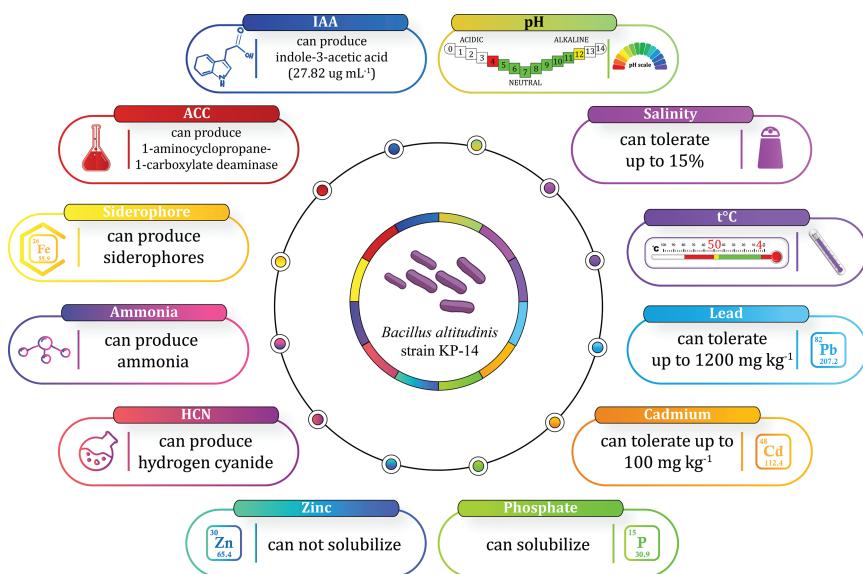 IAA
can produce
indole-3-acetic acid
(27.82 ug mL⁻¹)
O
OH
N
H
pH
ACIDIC
ALKALINE
0 1 2 3 4 5 6 7 8 9 10 11 12 13 14
NEUTRAL
pH scale
ACC
can produce
1-aminocyclopropane-
1-carboxylate deaminase
Salinity
can tolerate
up to 15%
Siderophore
26
Fe
55.9
can produce
siderophores
t°C
°C
50
4
Ammonia
can produce
ammonia
Bacillus altitudinis
strain KP-14
Lead
can tolerate
up to 1200 mg kg⁻¹
82
Pb
207.2
HCN
can produce
hydrogen cyanide
Cadmium
can tolerate up to
100 mg kg⁻¹
48
Cd
112.4
Zinc
30
Zn
65.4
can not solubilize
Phosphate
can solubilize
15
P
30.9